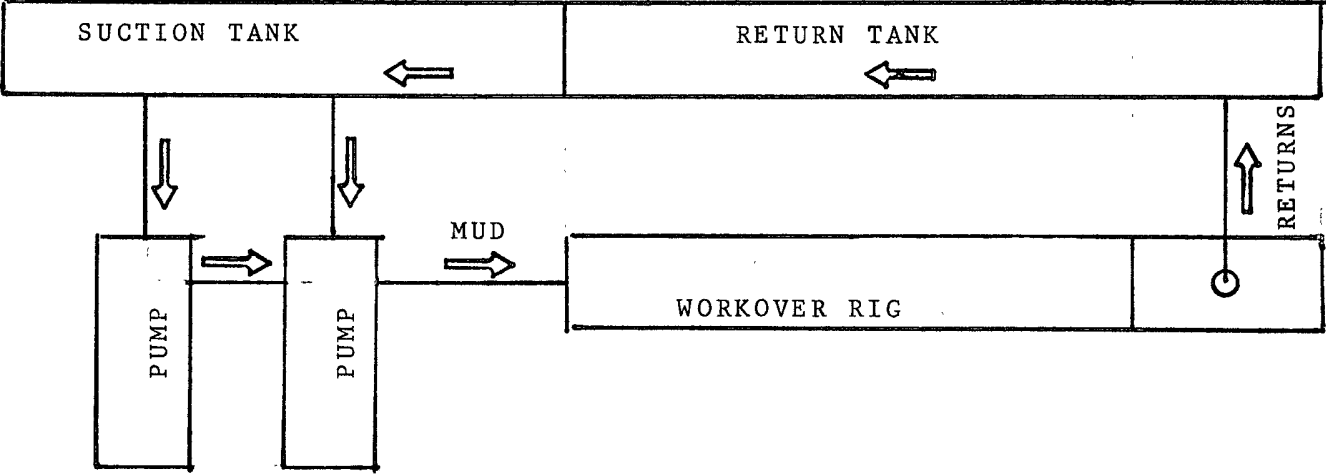 SUCTION TANK
RETURN TANK
RETURNS
MUD
PUMP
PUMP
WORKOVER RIG